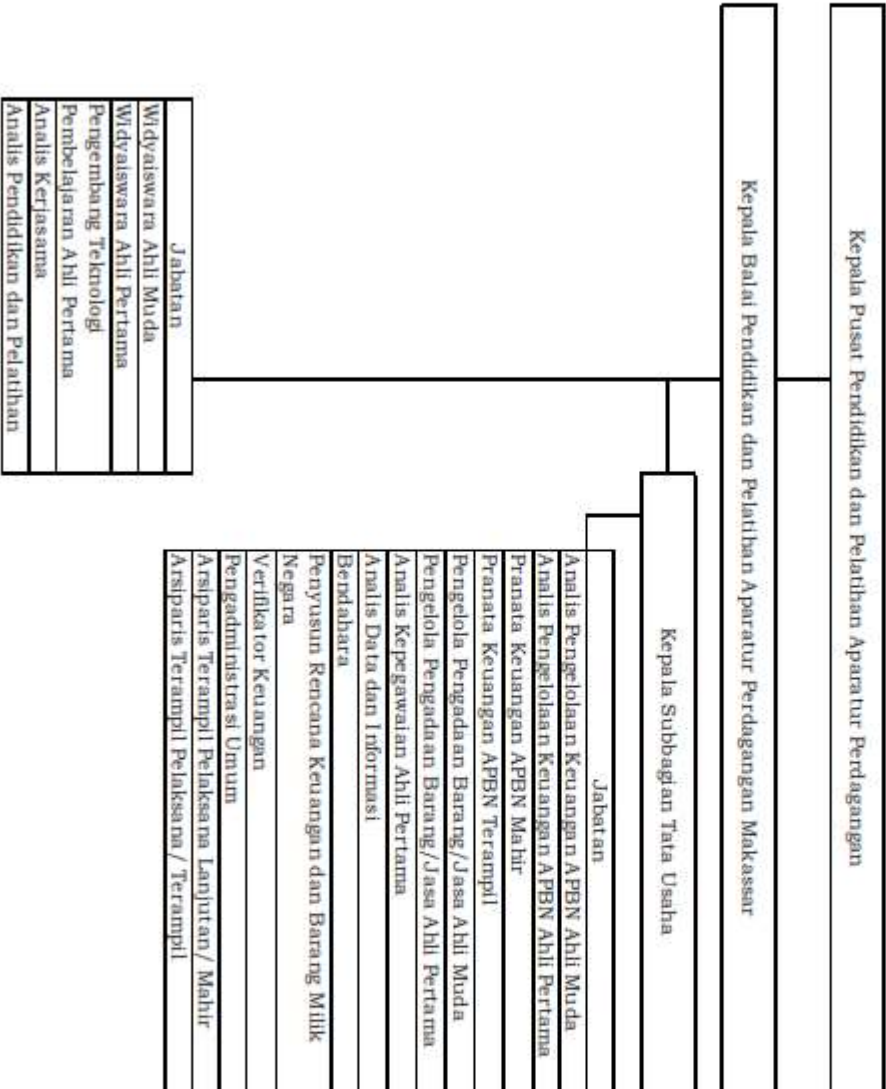 Kepala Pusat Pendidikan dan Pelatihan Aparatur Perdagangan
Kepala Balai Pendidikan dan Pelatihan Aparatur Perdagangan Makassar
Kepala Subbagian Tata Usaha
Jabatan
Analis Pengelolaan Keuangan APBN Ahli Muda
Analis Pengelolaan Keuangan APBN Ahli Pertama
Pranata Keuangan APBN Mahir
Pranata Keuangan APBN Terampil
Pengelola Pengadaan Barang/Jasa Ahli Muda
Pengelola Pengadaan Barang/Jasa Ahli Pertama
Analis Kepegawaian Ahli Pertama
Analis Data dan Informasi
Bendahara
Penyusun Rencana Keuangan dan Barang Milik
Negara
Verifikator Keuangan
Pengadministrasi Umum
Arsiparis Terampil Pelaksana Lanjutan/ Mahir
Arsiparis Terampil Pelaksana/ Terampil
Jabatan
Widyaiswara Ahli Muda
Widyaiswara Ahli Pertama
Pengembang Teknologi
Pembelajaran Ahli Pertama
Analis Kerjasama
Analis Pendidikan dan Pelatihan